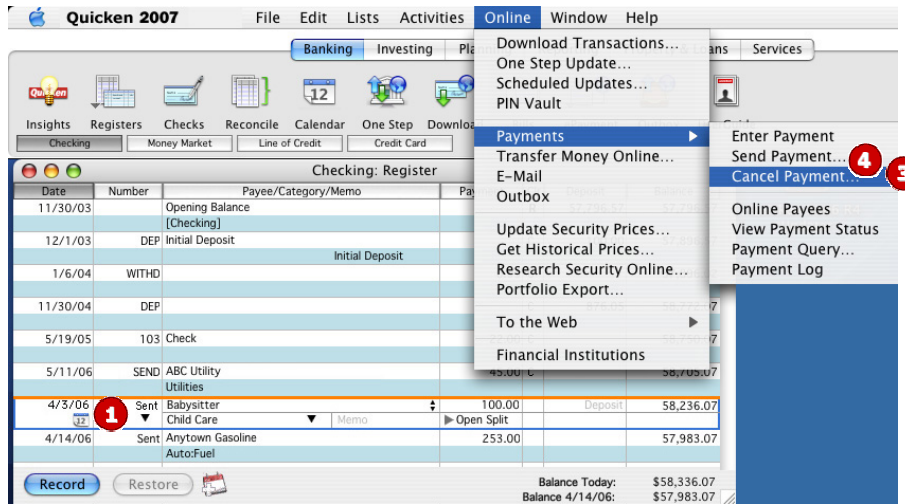 Quicken 2007 File Edit Lists Activities Online Window Help
Banking Investing Services
Insights Registers Checks Reconcile Calendar One Step
12
Checking Money Market Line of Credit Credit Card
Download Transactions...
One Step Update...
Scheduled Updates...
PIN Vault
Payments
Transfer Money Online...
E-Mail
Outbox
Update Security Prices...
Get Historical Prices...
Research Security Online...
Portfolio Export...
To the Web
Financial Institutions
Enter Payment
Send Payment...
Cancel Payment...
Online Payees
View Payment Status
Payment Query...
Payment Log
4
3
Checking: Register
Date Number Payee/Category/Memo
11/30/03 Opening Balance
[Checking]
12/1/03 DEP Initial Deposit
Initial Deposit
1/6/04 WITHD
11/30/04 DEP
5/19/05 103 Check
5/11/06 SEND ABC Utility 45.00 C 58,705.07
Utilities
4/3/06 Sent Babysitter 100.00 Deposit 58,236.07
12 1 Child Care Memo Open Split
4/14/06 Sent Anytown Gasoline 253.00 57,983.07
Auto:Fuel
Record Restore Balance Today: $58,336.07
Balance 4/14/06: $57,983.07